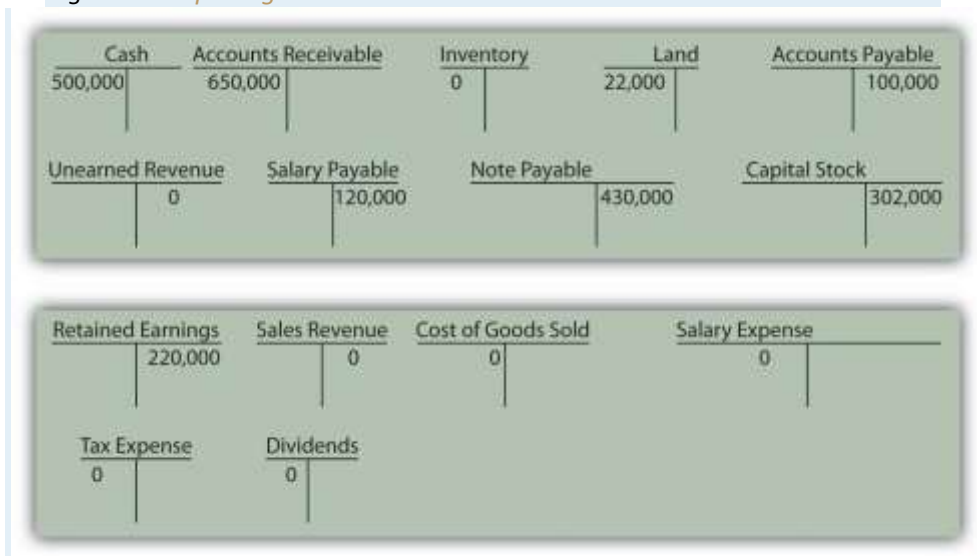 Cash Accounts Receivable Inventory Land Accounts Payable
500,000 650,000 0 22,000 100,000
Unearned Revenue Salary Payable Note Payable Capital Stock
0 120,000 430,000 302,000
Retained Earnings Sales Revenue Cost of Goods Sold Salary Expense
220,000 0 0 0
Tax Expense Dividends
0 0